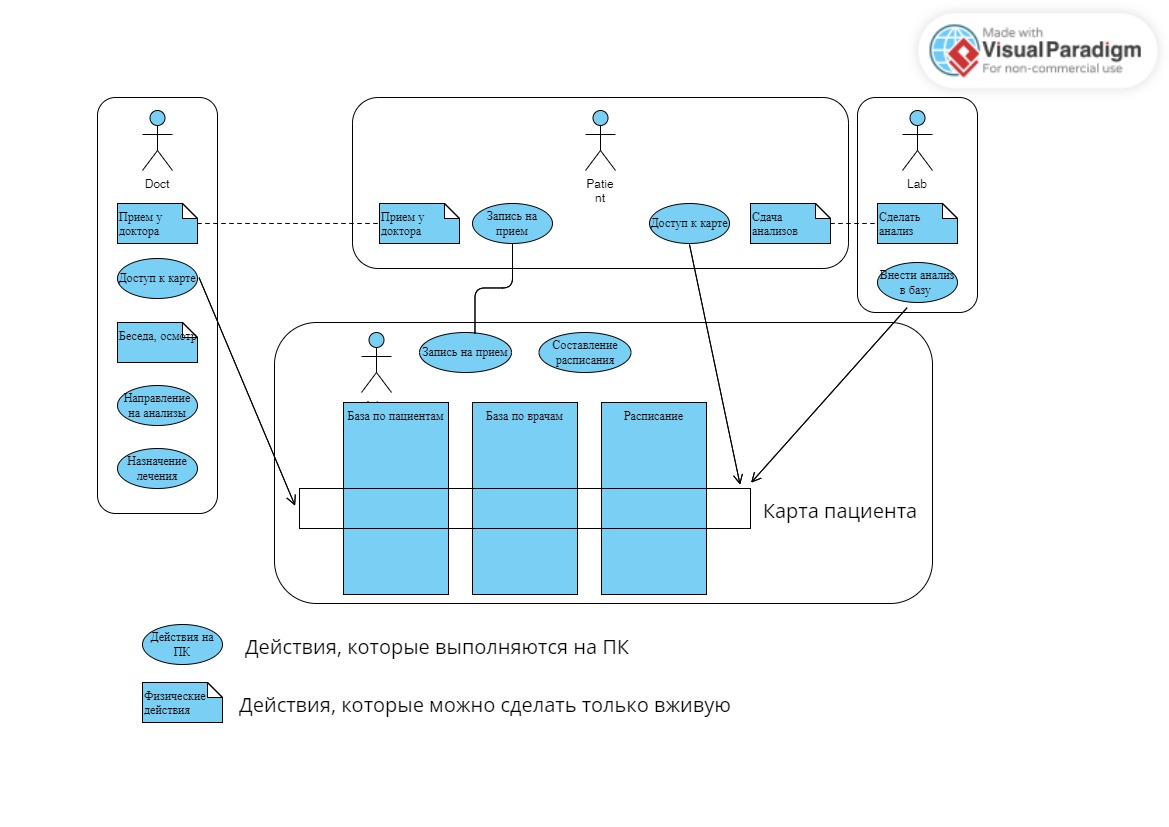 Made with
Visual Paradigm
For non-commercial use
Doct
Patie
nt
Lab
Прием у
доктора
Прием у
доктора
Запись на
прием
Доступ к карте
Сдача
анализов
Сделать
анализ
Доступ к карте
Внести анализ
в базу
Беседа, осмотр
Запись на прием
Составление
расписания
Направление
на анализы
База по пациентам
База по врачам
Расписание
Назначение
лечения
Карта пациента
Действия на
ПК
Действия, которые выполняются на ПК
Физические
действия
Действия, которые можно сделать только вживую